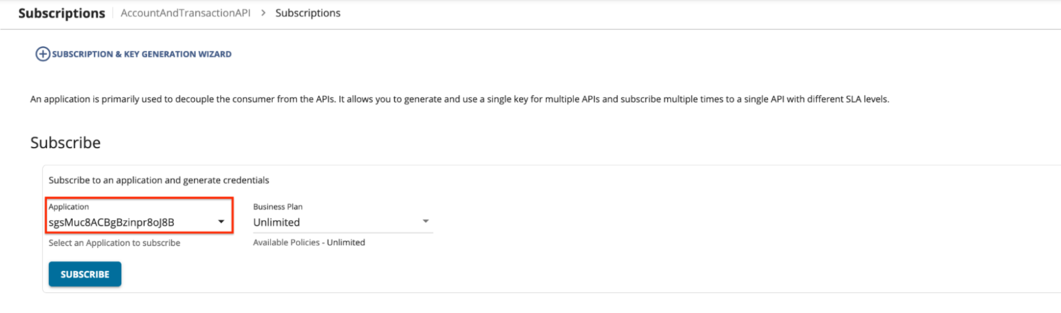 Subscriptions AccountAndTransactionAPI > Subscriptions
SUBSCRIPTION & KEY GENERATION WIZARD
An application is primarily used to decouple the consumer from the APIs. It allows you to generate and use a single key for multiple APIs and subscribe multiple times to a single API with different SLA levels.
Subscribe
Subscribe to an application and generate credentials
Application Business Plan
sgsMuc8ACBgBzinpr8oJ8B Unlimited
Select an Application to subscribe Available Policies - Unlimited
SUBSCRIBE